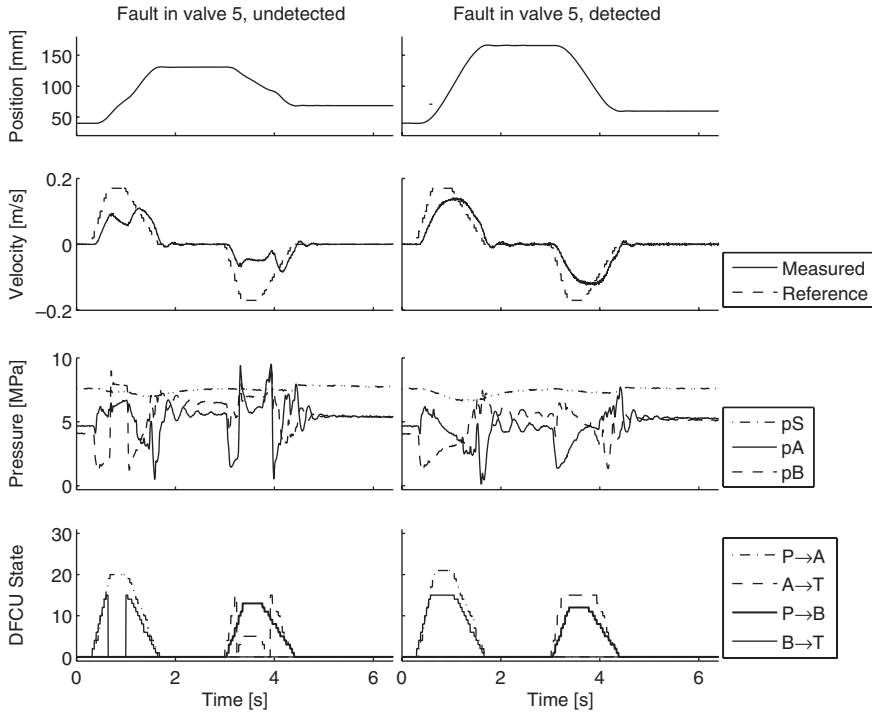 Fault in valve 5, undetected
Fault in valve 5, detected
Position [mm]
150
100
50
Velocity [m/s]
0.2
0
−0.2
Measured
Reference
Pressure [MPa]
10
5
0
pS
pA
pB
DFCU State
30
20
10
0
P→A
A→T
P→B
B→T
0 2 4 6
0 2 4 6
Time [s]
Time [s]